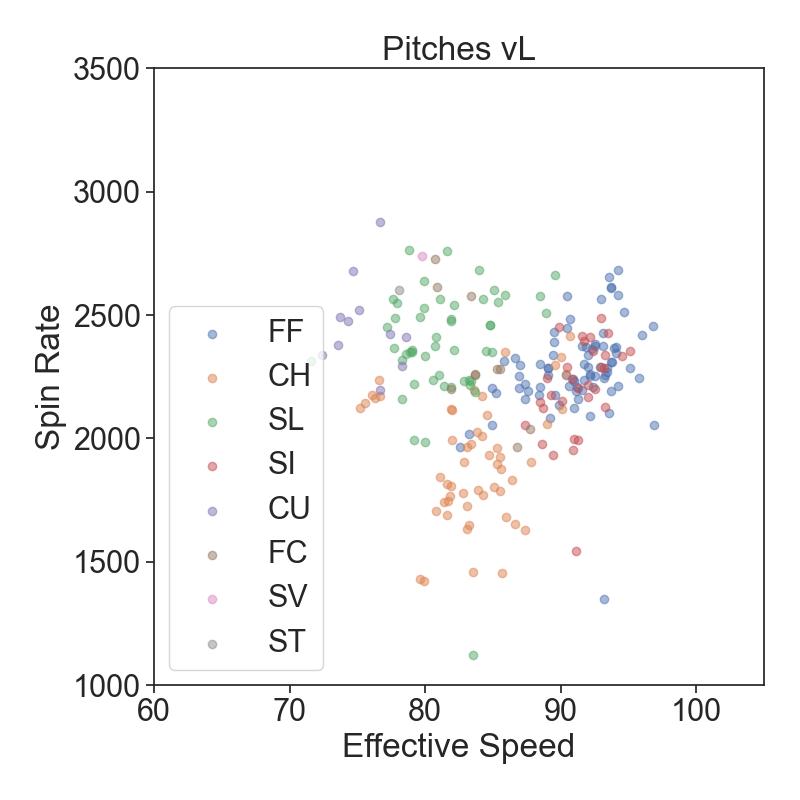 Pitches vL
3500
3000
2500
2000
1500
1000
Spin Rate
FF
CH
SL
SI
CU
FC
SV
ST
60 70 80 90 100
Effective Speed